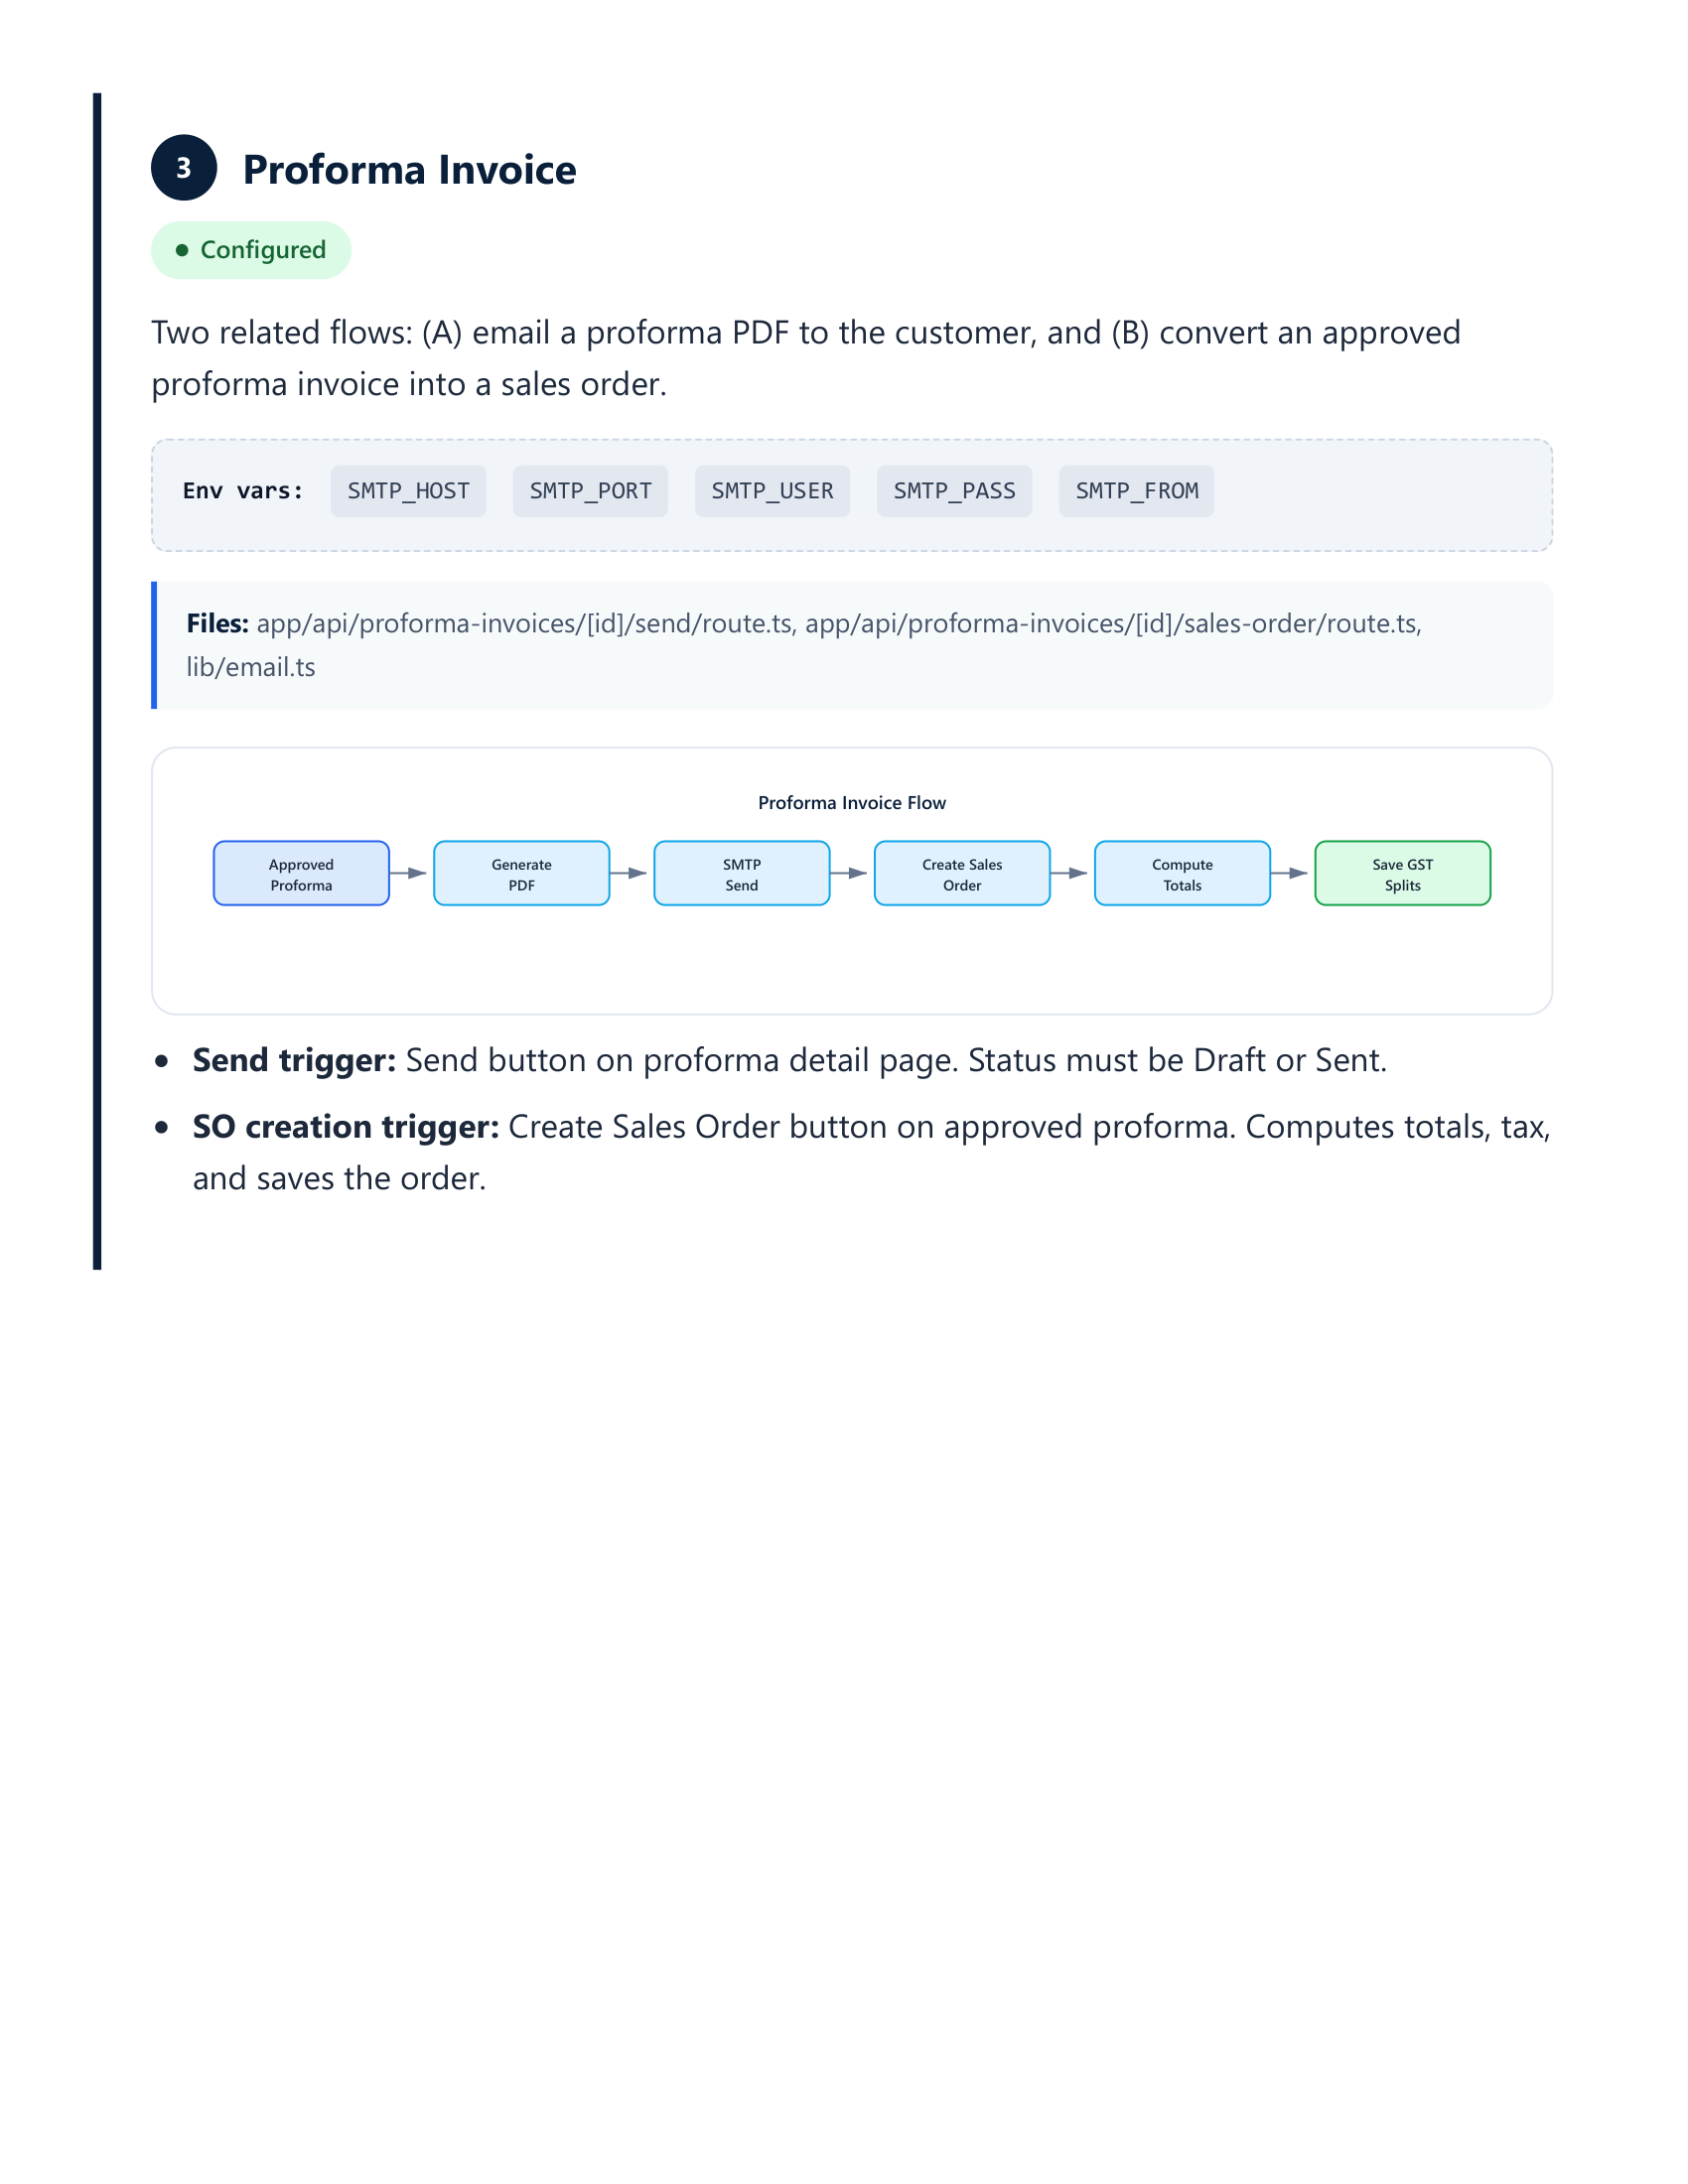 3 Proforma Invoice
Configured
Two related flows: (A) email a proforma PDF to the customer, and (B) convert an approved
proforma invoice into a sales order.
Env vars: SMTP_HOST SMTP_PORT SMTP_USER SMTP_PASS SMTP_FROM
Files: app/api/proforma-invoices/[id]/send/route.ts, app/api/proforma-invoices/[id]/sales-order/route.ts,
lib/email.ts
Proforma Invoice Flow
Approved
Proforma
Generate
PDF
SMTP
Send
Create Sales
Order
Compute
Totals
Save GST
Splits
• Send trigger: Send button on proforma detail page. Status must be Draft or Sent.
• SO creation trigger: Create Sales Order button on approved proforma. Computes totals, tax,
and saves the order.